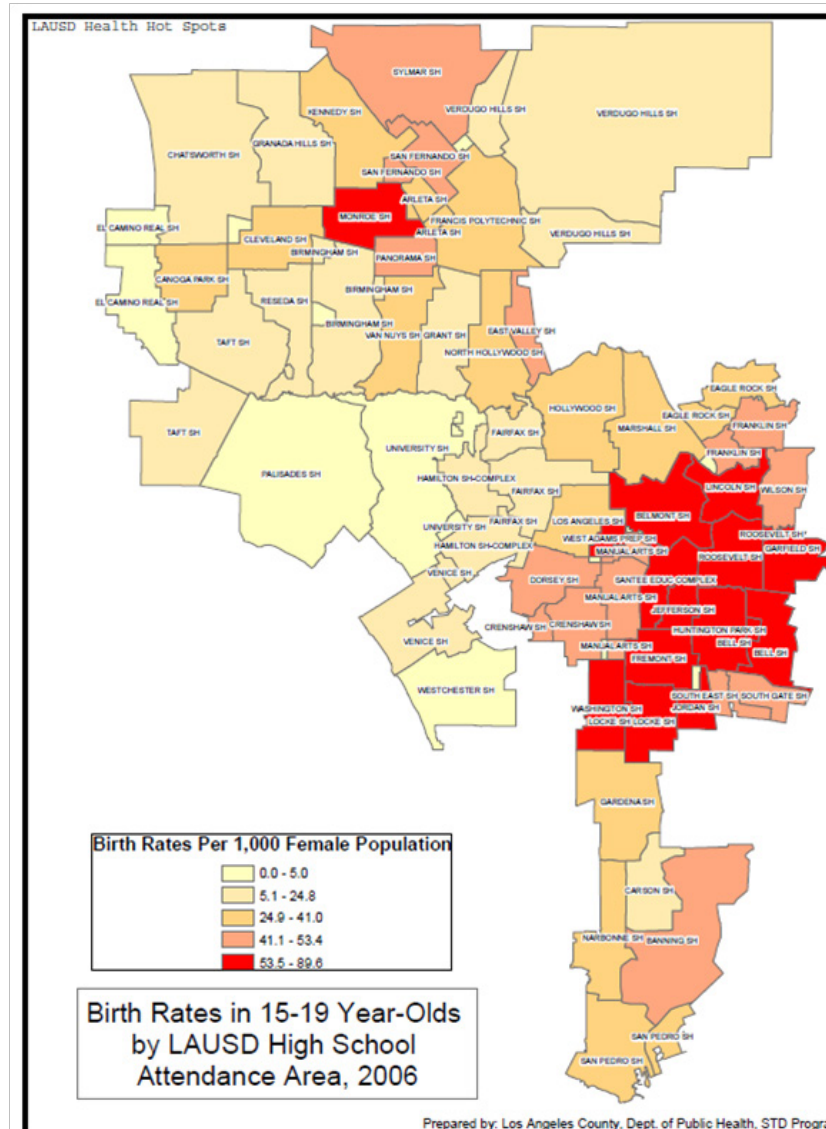 LAUSD Health Hot Spots
SYLMAR SH
VERDUGO HILLS SH
VERDUGO HILLS SH
KENNEDY SH
GRANADA HILLS SH
CHATSWORTH SH
SAN FERNANDO SH
SAN FERNANDO SH
ARLETA SH
MONROE SH
FRANCIS POLYTECHNIC SH
EL CAMINO REAL SH
ARLETA SH
VERDUGO HILLS SH
CLEVELAND SH
BIRMINGHAM SH
PANORAMA SH
CANOGA PARK SH
BIRMINGHAM SH
EL CAMINO REAL SH
RESEDA SH
BIRMINGHAM SH
EAST VALLEY SH
TAFT SH
VAN NUYS SH
GRANT SH
NORTH HOLLYWOOD SH
EAGLE ROCK SH
HOLLYWOOD SH
EAGLE ROCK SH
FRANKLIN SH
MARSHALL SH
TAFT SH
FAIRFAX SH
UNIVERSITY SH
FRANKLIN SH
PALISADES SH
HAMILTON SH-COMPLEX
LINCOLN SH
WILSON SH
FAIRFAX SH
BELMONT SH
UNIVERSITY SH
FAIRFAX SH
LOS ANGELES SH
ROOSEVELT SH
WEST ADAMS PREP SH
HAMILTON SH-COMPLEX
MANUAL ARTS SH
ROOSEVELT SH
GARFIELD SH
VENICE SH
DORSEY SH
SANTEE EDUC COMPLEX
MANUAL ARTS SH
JEFFERSON SH
CRENSHAW SH
CRENSHAW SH
HUNTINGTON PARK SH
VENICE SH
MANUAL ARTS SH
BELL SH
BELL SH
FREMONT SH
WESTCHESTER SH
SOUTH EAST SH
SOUTH GATE SH
WASHINGTON SH
JORDAN SH
LOCKE SH
LOCKE SH
GARDENA SH
CARSON SH
NARBONNE SH
BANNING SH
SAN PEDRO SH
SAN PEDRO SH
Birth Rates Per 1,000 Female Population
0.0 - 5.0
5.1 - 24.8
24.9 - 41.0
41.1 - 53.4
53.5 - 89.6
Birth Rates in 15-19 Year-Olds
by LAUSD High School
Attendance Area, 2006
Prepared by: Los Angeles County, Dept. of Public Health, STD Progra